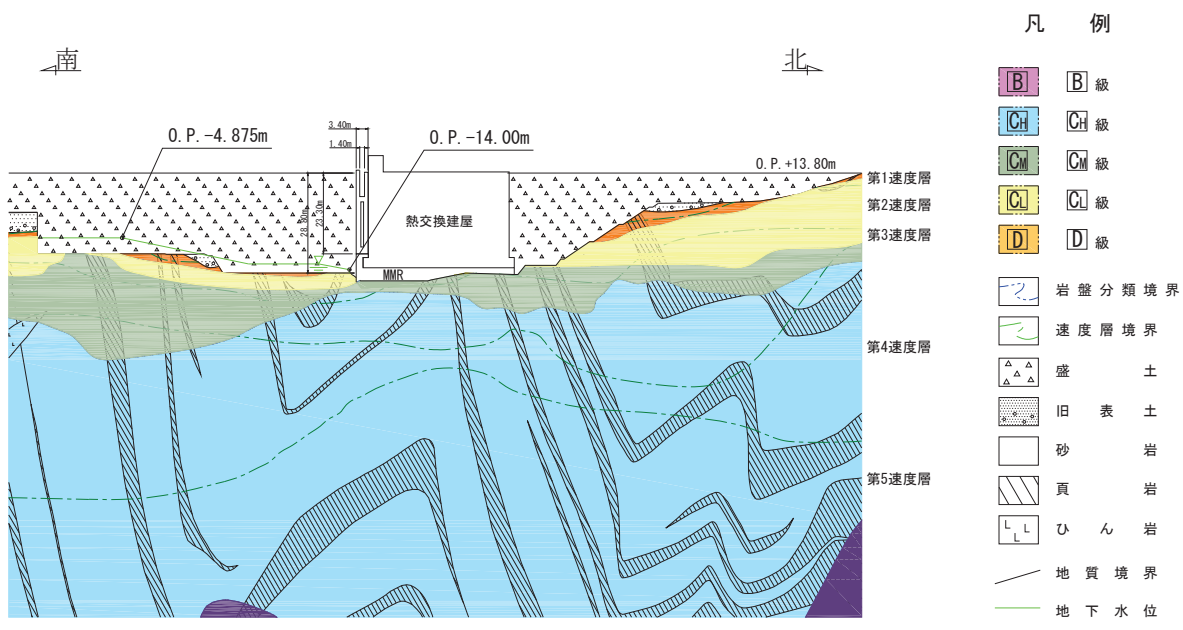 南
北
O.P.-4.875m
3.40m
1.40m
O.P.-14.00m
O.P.+13.80m
28.80m
23.30m
熱交換建屋
MMR
第1速度層
第2速度層
第3速度層
第4速度層
第5速度層
凡 例
B B 級
CH CH 級
CM CM 級
CL CL 級
D D 級
岩盤分類境界
速度層境界
盛 土
旧 表 土
砂 岩
頁 岩
L L L ひ ん 岩
地 質 境 界
地 下 水 位